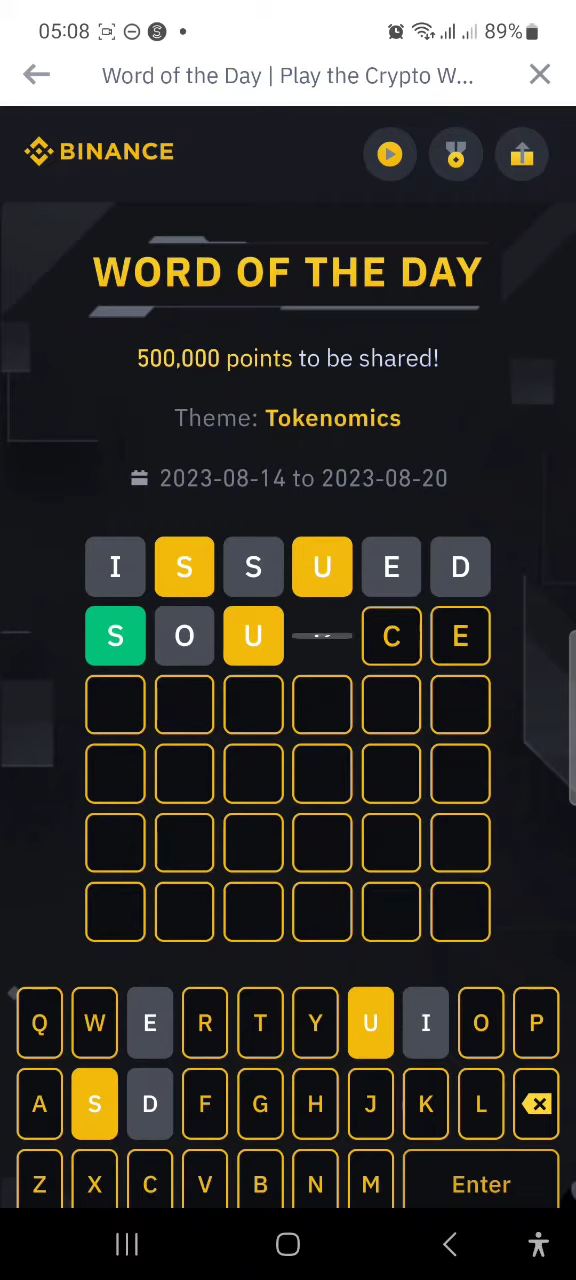 05:08 S 89%
Word of the Day | Play the Crypto W...
BINANCE
WORD OF THE DAY
500,000 points to be shared!
Theme: Tokenomics
2023-08-14 to 2023-08-20
I S S U E D
S O U C E
Q W E R T Y U I O P
A S D F G H J K L
Z X C V B N M Enter